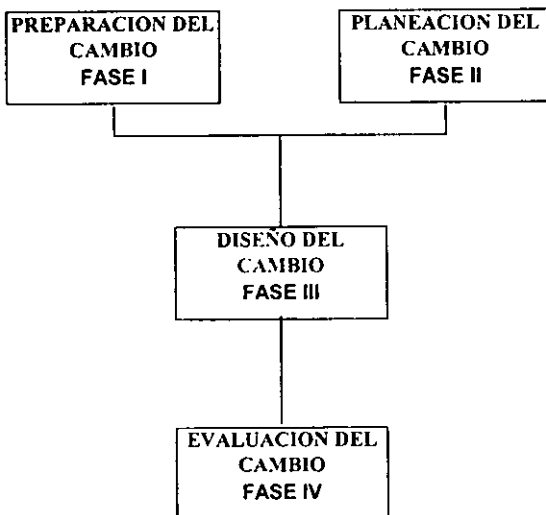 PREPARACION DEL
CAMBIO
FASE I
PLANEACION DEL
CAMBIO
FASE II
DISEÑO DEL
CAMBIO
FASE III
EVALUACION DEL
CAMBIO
FASE IV